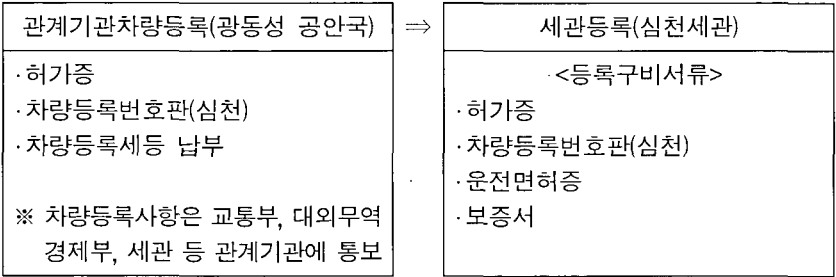 관계기관차량등록(광동성 공안국)
·허가증
·차량등록번호판(심천)
·차량등록세등 납부
※ 차량등록사항은 교통부, 대외무역
경제부, 세관 등 관계기관에 통보
⇒
세관등록(심천세관)
<등록구비서류>
·허가증
·차량등록번호판(심천)
·운전면허증
·보증서